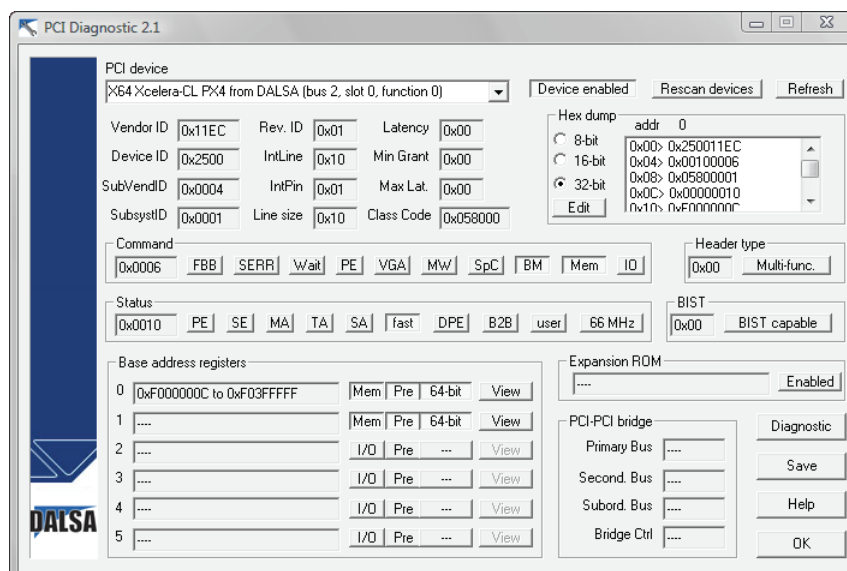 PCI Diagnostic 2.1
PCI device
X64 Xcelera-CL PX4 from DALSA (bus 2, slot 0, function 0)
Device enabled Rescan devices Refresh
Vendor ID 0x11EC Rev. ID 0x01 Latency 0x00
Device ID 0x2500 IntLine 0x10 Min Grant 0x00
SubVendID 0x0004 IntPin 0x01 Max Lat. 0x00
SubsystID 0x0001 Line size 0x10 Class Code 0x058000
Hex dump
addr 0
8-bit
16-bit
32-bit
Edit
0x00> 0x250011EC
0x04> 0x00100006
0x08> 0x05800001
0x0C> 0x00000010
0x10> 0xF000000C
Command
0x0006 FBB SERR Wait PE VGA MW SpC BM Mem IO
Header type
0x00 Multi-func.
Status
0x0010 PE SE MA TA SA fast DPE B2B user 66 MHz
BIST
0x00 BIST capable
Base address registers
0 0xF000000C to 0xF03FFFFF Mem Pre 64-bit View
1 ---- Mem Pre 64-bit View
2 ---- I/O Pre --- View
3 ---- I/O Pre --- View
4 ---- I/O Pre --- View
5 ---- I/O Pre --- View
Expansion ROM
---- Enabled
PCI-PCI bridge
Primary Bus ----
Second. Bus ----
Subord. Bus ----
Bridge Ctrl ----
Diagnostic
Save
Help
OK
DALSA